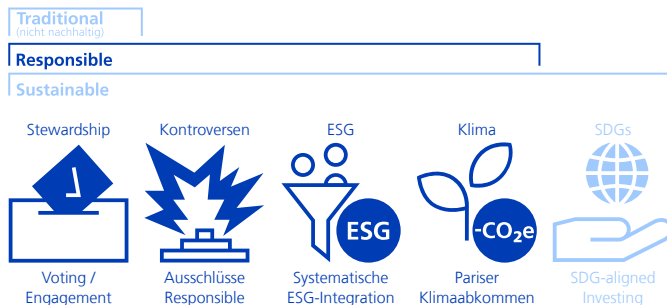 Traditional
(nicht nachhaltig)
Responsible
Sustainable
Stewardship
Kontroversen
ESG
Klima
SDGs
ESG
-CO₂e
Voting /
Engagement
Ausschlüsse
Responsible
Systematische
ESG-Integration
Pariser
Klimaabkommen
SDG-aligned
Investing